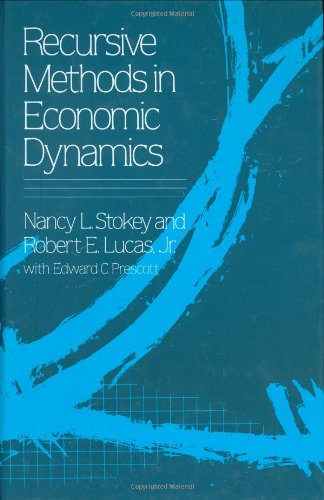 Recursive
Methods in
Economic
Dynamics
Nancy L. Stokey and
Robert E. Lucas, Jr.
with Edward C. Prescott